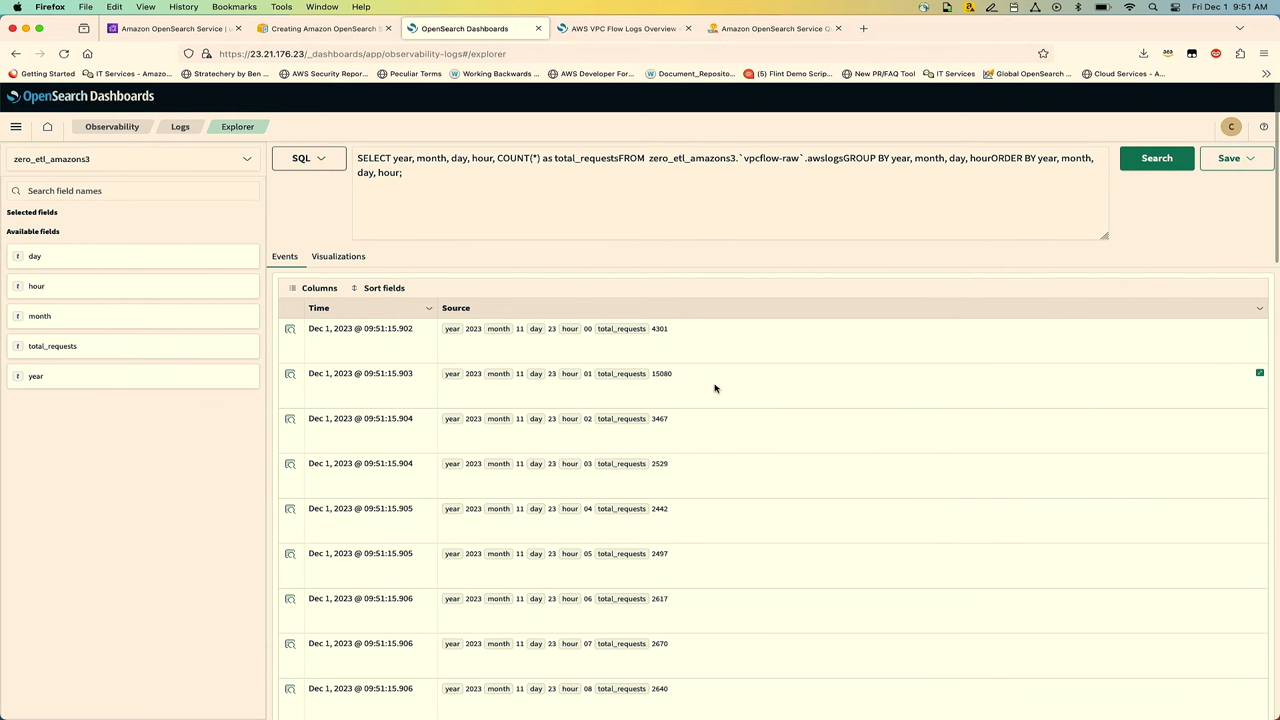 Firefox File Edit View History Bookmarks Tools Window Help
Fri Dec 1 9:51 AM
Amazon OpenSearch Service |
Creating Amazon OpenSearch S
OpenSearch Dashboards
AWS VPC Flow Logs Overview -
Amazon OpenSearch Service Q
https://23.21.176.23/_dashboards/app/observability-logs#/explorer
Getting Started
IT Services - Amazo...
Stratechery by Ben ...
AWS Security Repor...
Peculiar Terms
Working Backwards ...
AWS Developer For...
Document_Reposito...
(5) Flint Demo Scrip...
New PR/FAQ Tool
IT Services
Global OpenSearch ...
Cloud Services - A...
OpenSearch Dashboards
Observability Logs Explorer
C
zero_etl_amazons3
SQL
SELECT year, month, day, hour, COUNT(*) as total_requestsFROM zero_etl_amazons3.`vpcflow-raw`.awslogsGROUP BY year, month, day, hourORDER BY year, month,
day, hour;
Search
Save
Search field names
Selected fields
Available fields
t day
t hour
t month
t total_requests
t year
Events Visualizations
Columns Sort fields
Time Source
Dec 1, 2023 @ 09:51:15.902 year 2023 month 11 day 23 hour 00 total_requests 4301
Dec 1, 2023 @ 09:51:15.903 year 2023 month 11 day 23 hour 01 total_requests 15080
Dec 1, 2023 @ 09:51:15.904 year 2023 month 11 day 23 hour 02 total_requests 3467
Dec 1, 2023 @ 09:51:15.904 year 2023 month 11 day 23 hour 03 total_requests 2529
Dec 1, 2023 @ 09:51:15.905 year 2023 month 11 day 23 hour 04 total_requests 2442
Dec 1, 2023 @ 09:51:15.905 year 2023 month 11 day 23 hour 05 total_requests 2497
Dec 1, 2023 @ 09:51:15.906 year 2023 month 11 day 23 hour 06 total_requests 2617
Dec 1, 2023 @ 09:51:15.906 year 2023 month 11 day 23 hour 07 total_requests 2670
Dec 1, 2023 @ 09:51:15.906 year 2023 month 11 day 23 hour 08 total_requests 2640